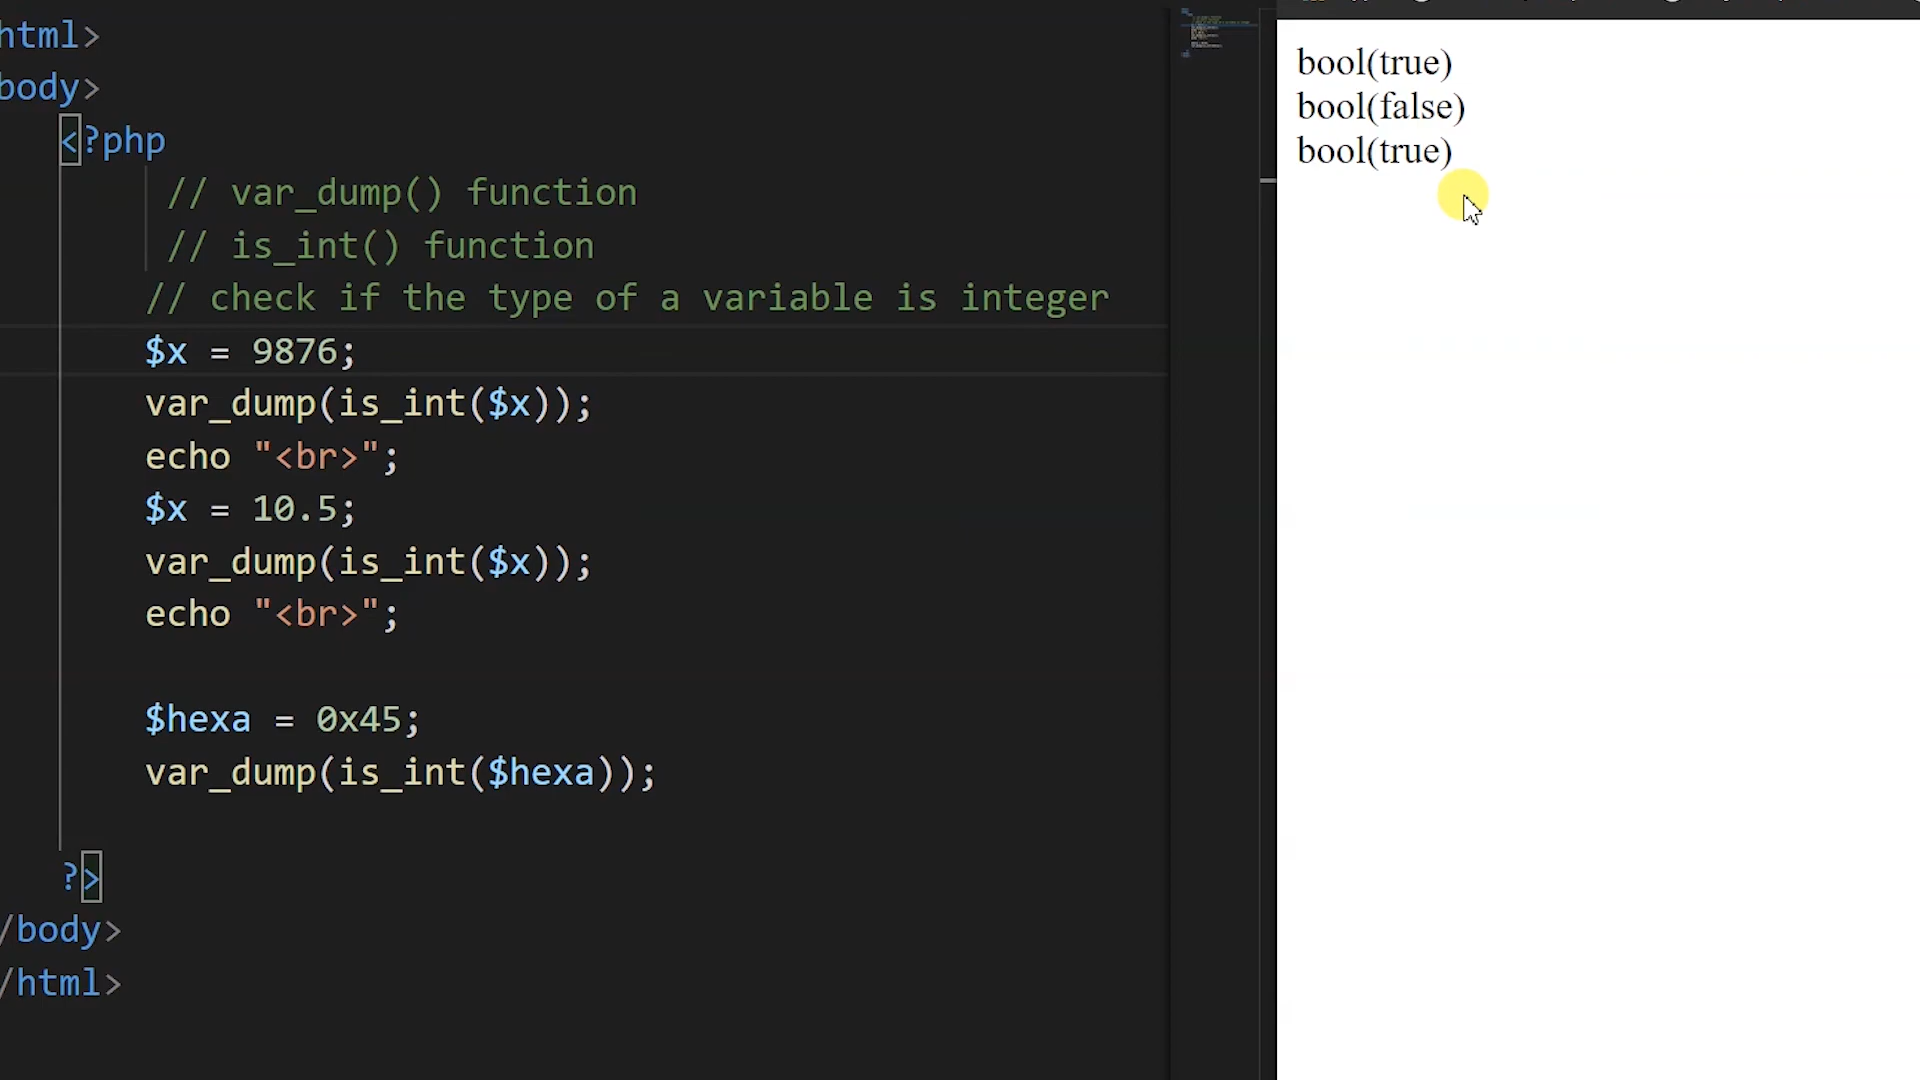 html>
body>
<?php
// var_dump() function
// is_int() function
// check if the type of a variable is integer
$x = 9876;
var_dump(is_int($x));
echo "<br>";
$x = 10.5;
var_dump(is_int($x));
echo "<br>";
$hexa = 0x45;
var_dump(is_int($hexa));
?>
/body>
/html>
bool(true)
bool(false)
bool(true)